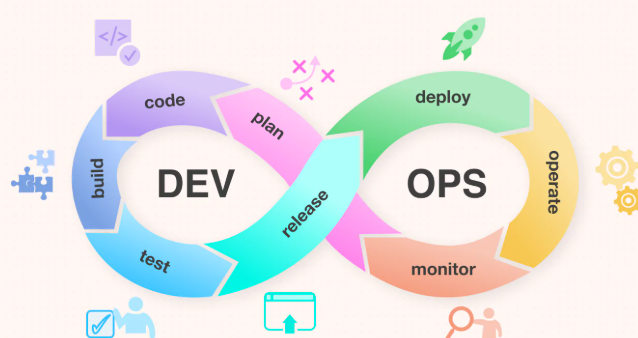 </>
code
plan
deploy
build
DEV
OPS
operate
release
test
monitor